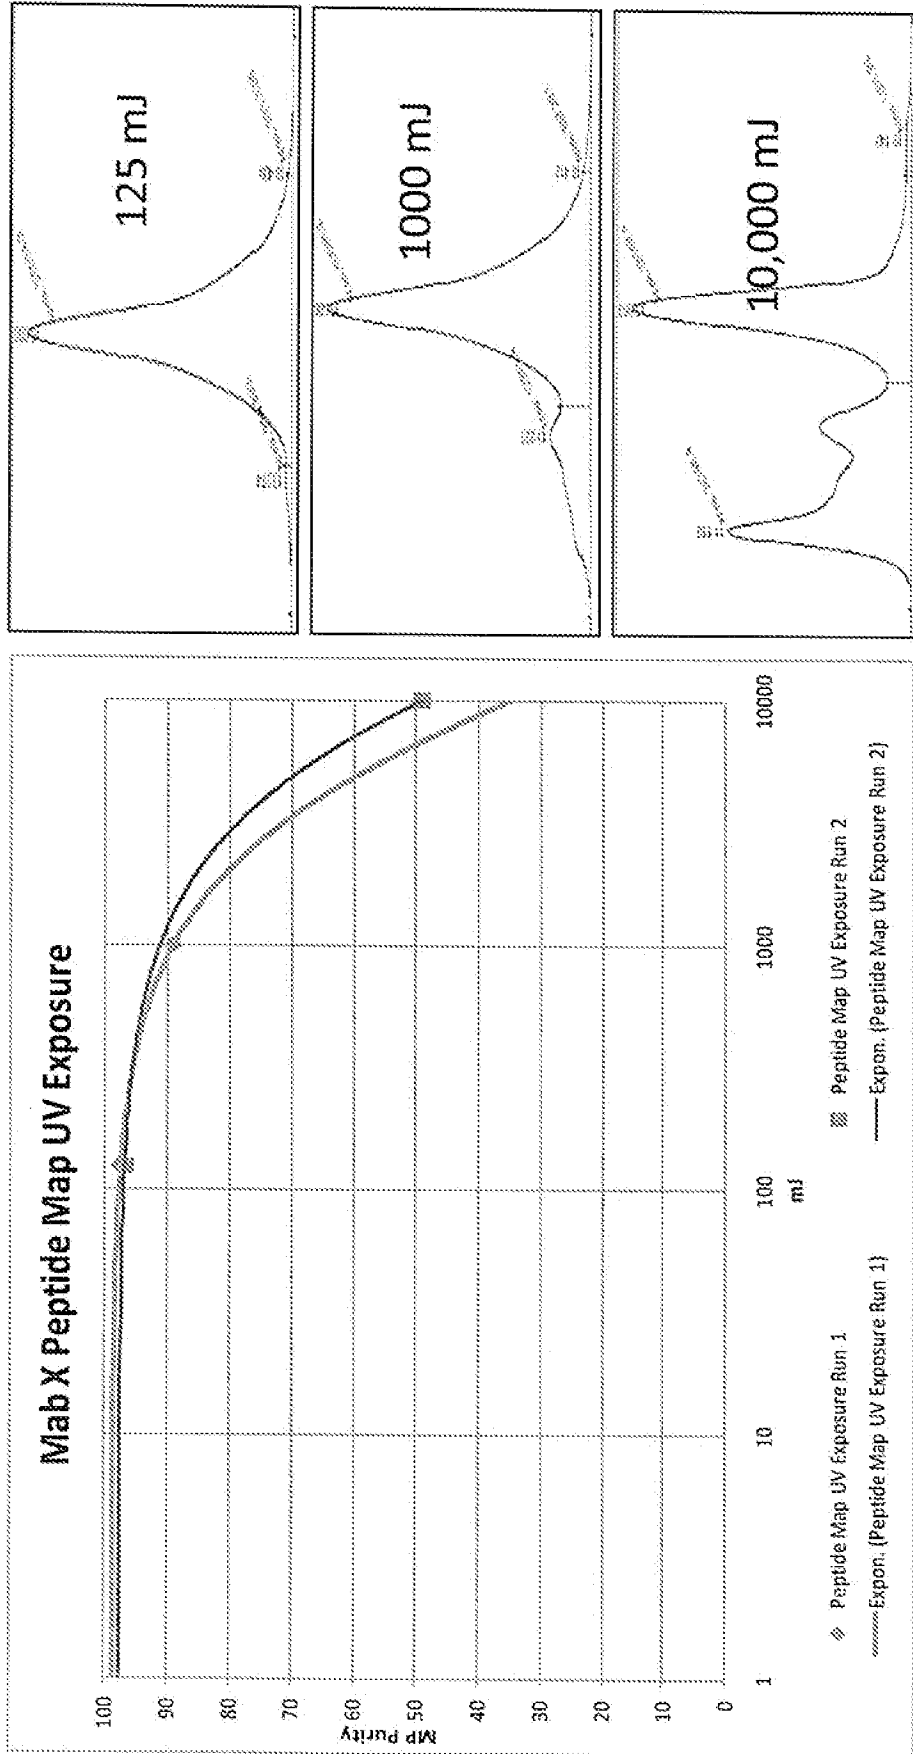 Mab X Peptide Map UV Exposure
MP Purity
100
90
80
70
60
50
40
30
20
10
0
1
10
100
1000
10000
mJ
Peptide Map UV Exposure Run 1
Peptide Map UV Exposure Run 2
Expon. (Peptide Map UV Exposure Run 1)
Expon. (Peptide Map UV Exposure Run 2)
125 mJ
1000 mJ
10,000 mJ